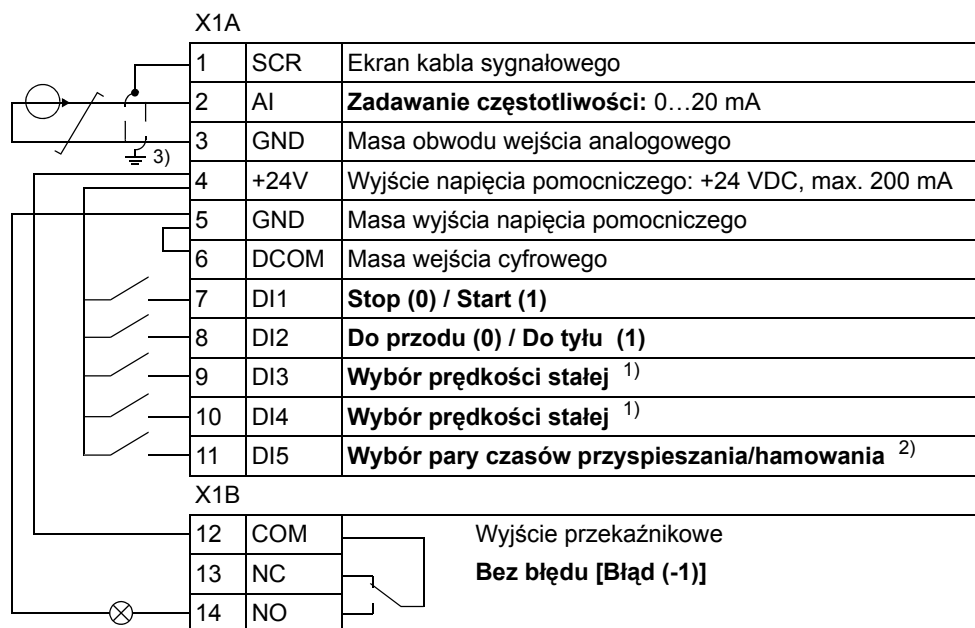 X1A
1 SCR Ekran kabla sygnałowego
2 AI Zadawanie częstotliwości: 0…20 mA
3 GND Masa obwodu wejścia analogowego
3)
4 +24V Wyjście napięcia pomocniczego: +24 VDC, max. 200 mA
5 GND Masa wyjścia napięcia pomocniczego
6 DCOM Masa wejścia cyfrowego
7 DI1 Stop (0) / Start (1)
8 DI2 Do przodu (0) / Do tyłu (1)
9 DI3 Wybór prędkości stałej 1)
10 DI4 Wybór prędkości stałej 1)
11 DI5 Wybór pary czasów przyspieszania/hamowania 2)
X1B
12 COM Wyjście przekaźnikowe
13 NC Bez błędu [Błąd (-1)]
14 NO